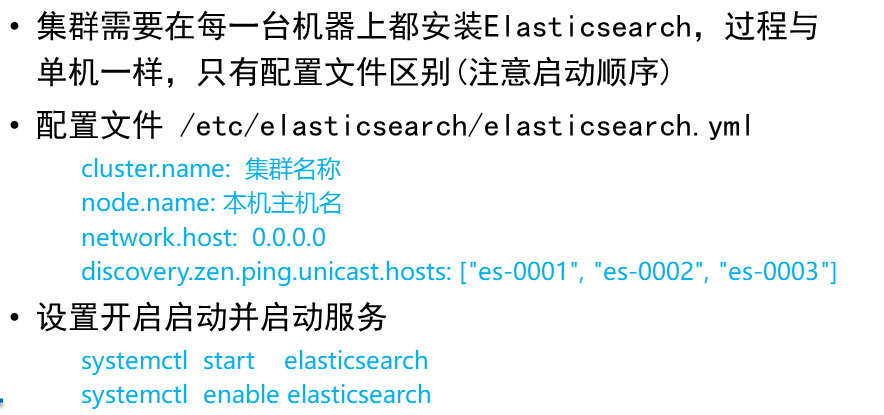 • 集群需要在每一台机器上都安装Elasticsearch，过程与
单机一样，只有配置文件区别(注意启动顺序)
• 配置文件 /etc/elasticsearch/elasticsearch.yml
cluster.name: 集群名称
node.name: 本机主机名
network.host: 0.0.0.0
discovery.zen.ping.unicast.hosts: ["es-0001", "es-0002", "es-0003"]
• 设置开启启动并启动服务
systemctl start elasticsearch
systemctl enable elasticsearch